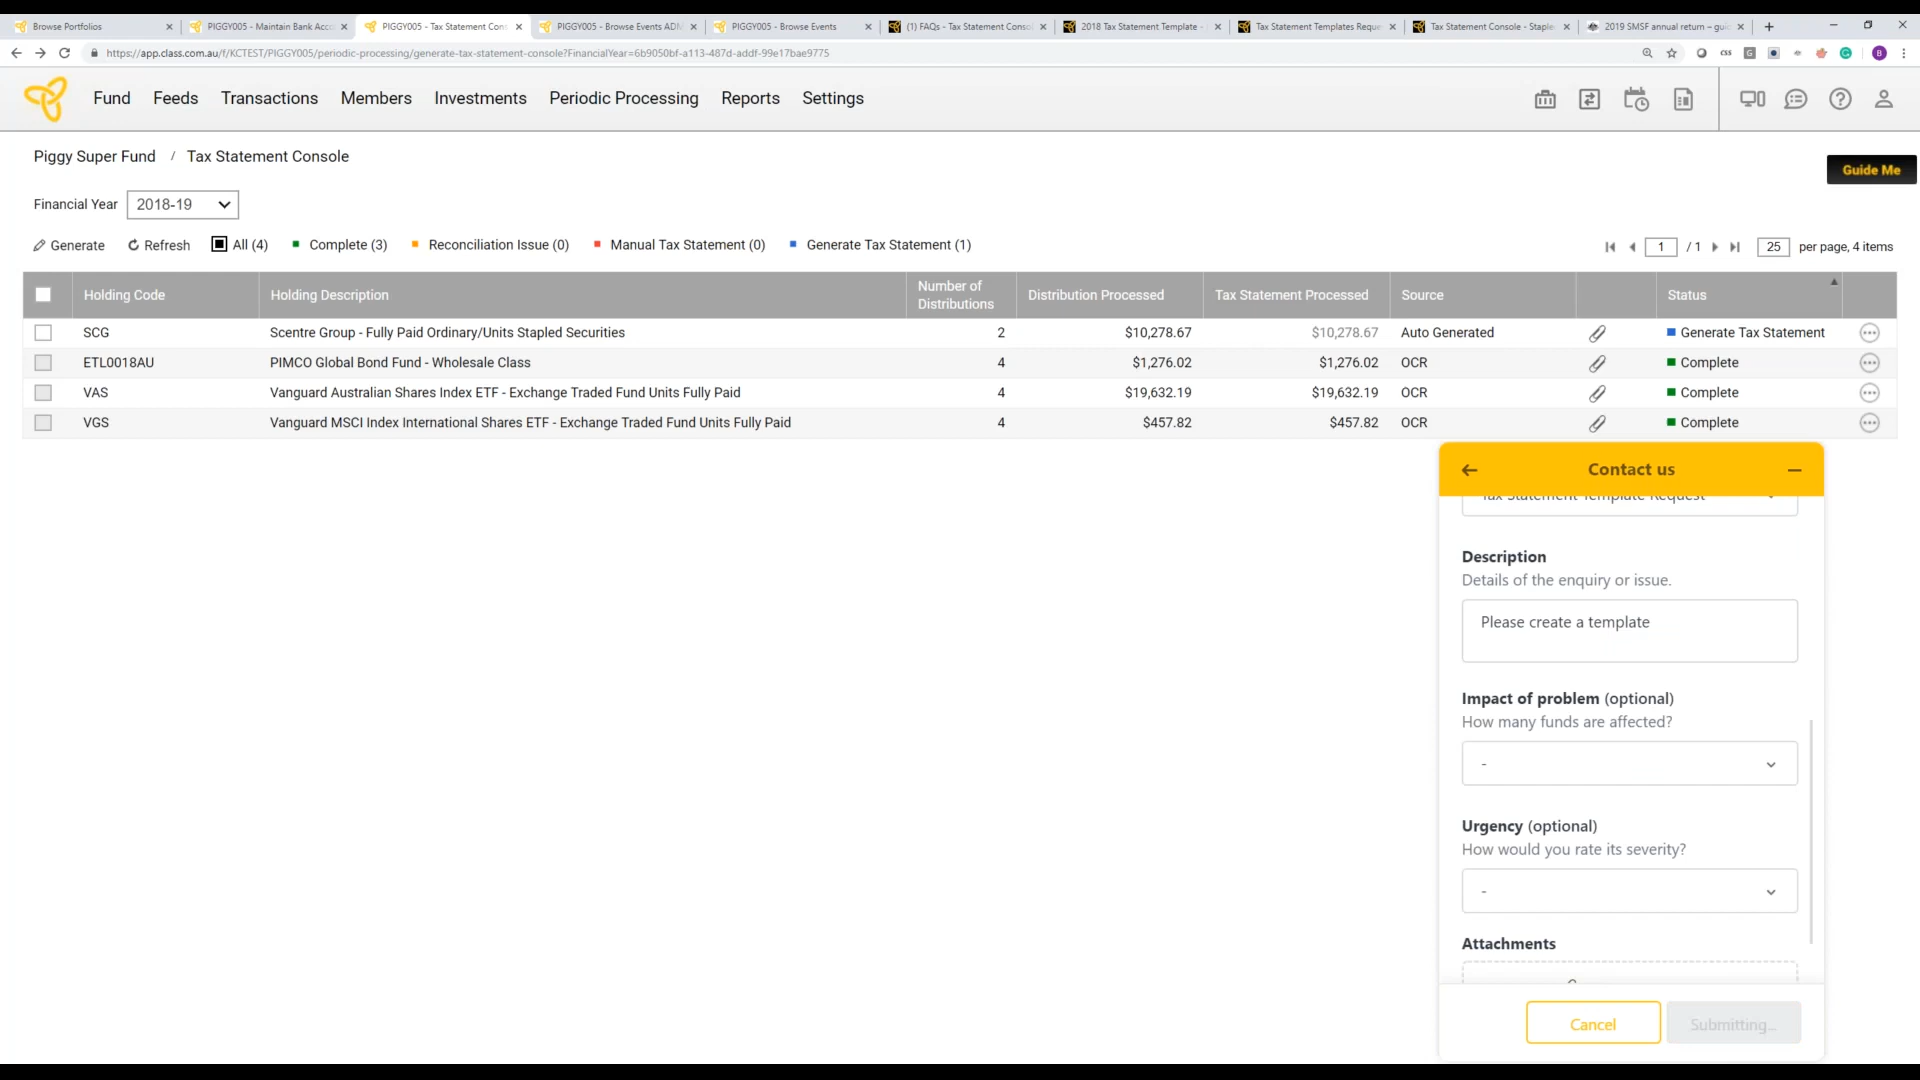 Browse Portfolios
PIGGY005 - Maintain Bank Acco
PIGGY005 - Tax Statement Cons
PIGGY005 - Browse Events ADM
PIGGY005 - Browse Events
(1) FAQs - Tax Statement Consol
2018 Tax Statement Template -
Tax Statement Templates Reque
Tax Statement Console - Staple
2019 SMSF annual return – guid
https://app.class.com.au/f/KCTEST/PIGGY005/periodic-processing/generate-tax-statement-console?FinancialYear=6b9050bf-a113-487d-addf-99e17bae9775
css
G
B
Fund Feeds Transactions Members Investments Periodic Processing Reports Settings
Piggy Super Fund / Tax Statement Console
Guide Me
Financial Year 2018-19
Generate Refresh All (4) Complete (3) Reconciliation Issue (0) Manual Tax Statement (0) Generate Tax Statement (1)
1 / 1 25 per page, 4 items
Holding Code Holding Description Number of Distributions Distribution Processed Tax Statement Processed Source Status
SCG Scentre Group - Fully Paid Ordinary/Units Stapled Securities 2 $10,278.67 $10,278.67 Auto Generated Generate Tax Statement
ETL0018AU PIMCO Global Bond Fund - Wholesale Class 4 $1,276.02 $1,276.02 OCR Complete
VAS Vanguard Australian Shares Index ETF - Exchange Traded Fund Units Fully Paid 4 $19,632.19 $19,632.19 OCR Complete
VGS Vanguard MSCI Index International Shares ETF - Exchange Traded Fund Units Fully Paid 4 $457.82 $457.82 OCR Complete
Contact us
Tax Statement Template Request
Description
Details of the enquiry or issue.
Please create a template
Impact of problem (optional)
How many funds are affected?
-
Urgency (optional)
How would you rate its severity?
-
Attachments
Cancel
Submitting...